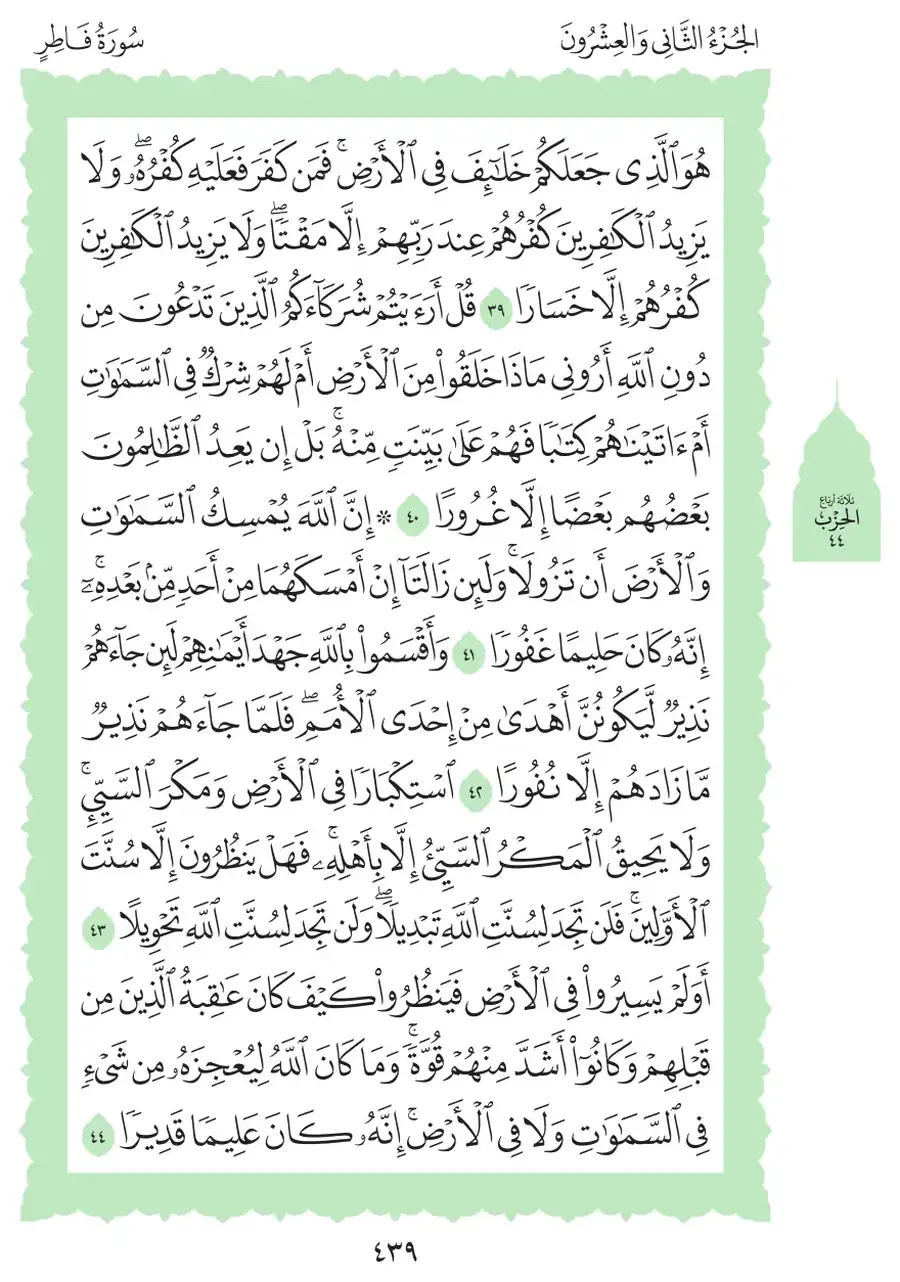 الجُزْءُ الثَّانِي وَالعِشْرُونَ
سُورَةُ فَاطِرٍ
هُوَ ٱلَّذِى جَعَلَكُمْ خَلَـٰٓئِفَ فِى ٱلْأَرْضِ ۚ فَمَن كَفَرَ فَعَلَيْهِ كُفْرُهُۥ ۖ وَلَا
يَزِيدُ ٱلْكَـٰفِرِينَ كُفْرُهُمْ عِندَ رَبِّهِمْ إِلَّا مَقْتًا ۖ وَلَا يَزِيدُ ٱلْكَـٰفِرِينَ
كُفْرُهُمْ إِلَّا خَسَارًا ٣٩ قُلْ أَرَءَيْتُمْ شُرَكَآءَكُمُ ٱلَّذِينَ تَدْعُونَ مِن
دُونِ ٱللَّهِ أَرُونِى مَاذَا خَلَقُوا۟ مِنَ ٱلْأَرْضِ أَمْ لَهُمْ شِرْكٌ فِى ٱلسَّمَـٰوَٰتِ
أَمْ ءَاتَيْنَـٰهُمْ كِتَـٰبًا فَهُمْ عَلَىٰ بَيِّنَتٍ مِّنْهُ ۚ بَلْ إِن يَعِدُ ٱلظَّـٰلِمُونَ
بَعْضُهُم بَعْضًا إِلَّا غُرُورًا ٤٠ * إِنَّ ٱللَّهَ يُمْسِكُ ٱلسَّمَـٰوَٰتِ
وَٱلْأَرْضَ أَن تَزُولَا ۚ وَلَئِن زَالَتَآ إِنْ أَمْسَكَهُمَا مِنْ أَحَدٍ مِّنۢ بَعْدِهِۦٓ ۚ
إِنَّهُۥ كَانَ حَلِيمًا غَفُورًا ٤١ وَأَقْسَمُوا۟ بِٱللَّهِ جَهْدَ أَيْمَـٰنِهِمْ لَئِن جَآءَهُمْ
نَذِيرٌ لَّيَكُونُنَّ أَهْدَىٰ مِنْ إِحْدَى ٱلْأُمَمِ ۖ فَلَمَّا جَآءَهُمْ نَذِيرٌ
مَّا زَادَهُمْ إِلَّا نُفُورًا ٤٢ ٱسْتِكْبَارًا فِى ٱلْأَرْضِ وَمَكْرَ ٱلسَّيِّئِ ۚ
وَلَا يَحِيقُ ٱلْمَكْرُ ٱلسَّيِّئُ إِلَّا بِأَهْلِهِۦ ۚ فَهَلْ يَنظُرُونَ إِلَّا سُنَّتَ
ٱلْأَوَّلِينَ ۚ فَلَن تَجِدَ لِسُنَّتِ ٱللَّهِ تَبْدِيلًا ۖ وَلَن تَجِدَ لِسُنَّتِ ٱللَّهِ تَحْوِيلًا ٤٣
أَوَلَمْ يَسِيرُوا۟ فِى ٱلْأَرْضِ فَيَنظُرُوا۟ كَيْفَ كَانَ عَـٰقِبَةُ ٱلَّذِينَ مِن
قَبْلِهِمْ وَكَانُوٓا۟ أَشَدَّ مِنْهُمْ قُوَّةً ۚ وَمَا كَانَ ٱللَّهُ لِيُعْجِزَهُۥ مِن شَىْءٍ
فِى ٱلسَّمَـٰوَٰتِ وَلَا فِى ٱلْأَرْضِ ۚ إِنَّهُۥ كَانَ عَلِيمًا قَدِيرًا ٤٤
ثَلَاثَة أربَاع
الحِزْب
٤٤
٤٣٩